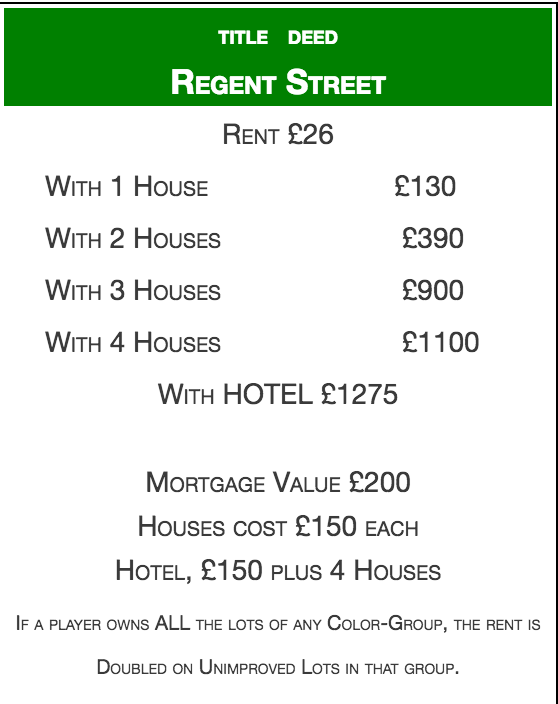 TITLE DEED
REGENT STREET
RENT £26
WITH 1 HOUSE £130
WITH 2 HOUSES £390
WITH 3 HOUSES £900
WITH 4 HOUSES £1100
WITH HOTEL £1275
MORTGAGE VALUE £200
HOUSES COST £150 EACH
HOTEL, £150 PLUS 4 HOUSES
IF A PLAYER OWNS ALL THE LOTS OF ANY COLOR-GROUP, THE RENT IS
DOUBLED ON UNIMPROVED LOTS IN THAT GROUP.